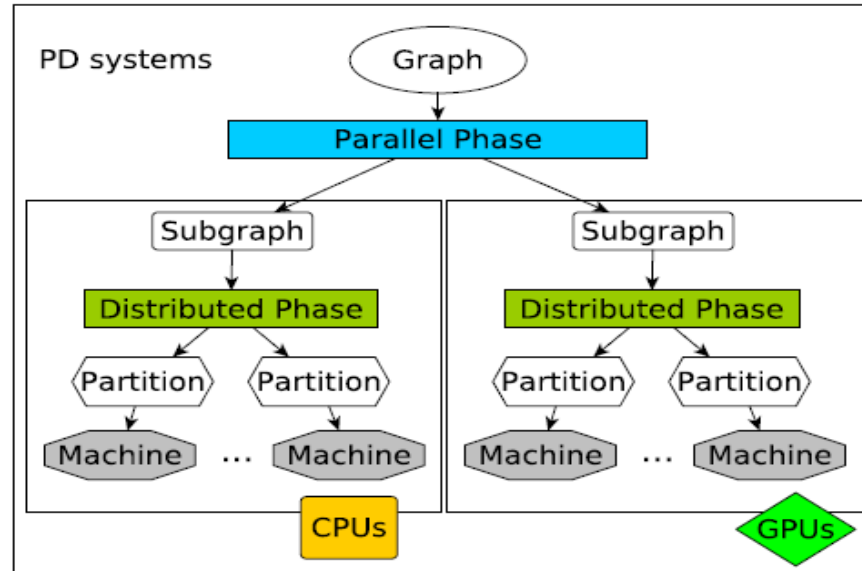 PD systems
Graph
Parallel Phase
Subgraph
Subgraph
Distributed Phase
Distributed Phase
Partition
Partition
Partition
Partition
Machine ... Machine
Machine ... Machine
CPUs
GPUs